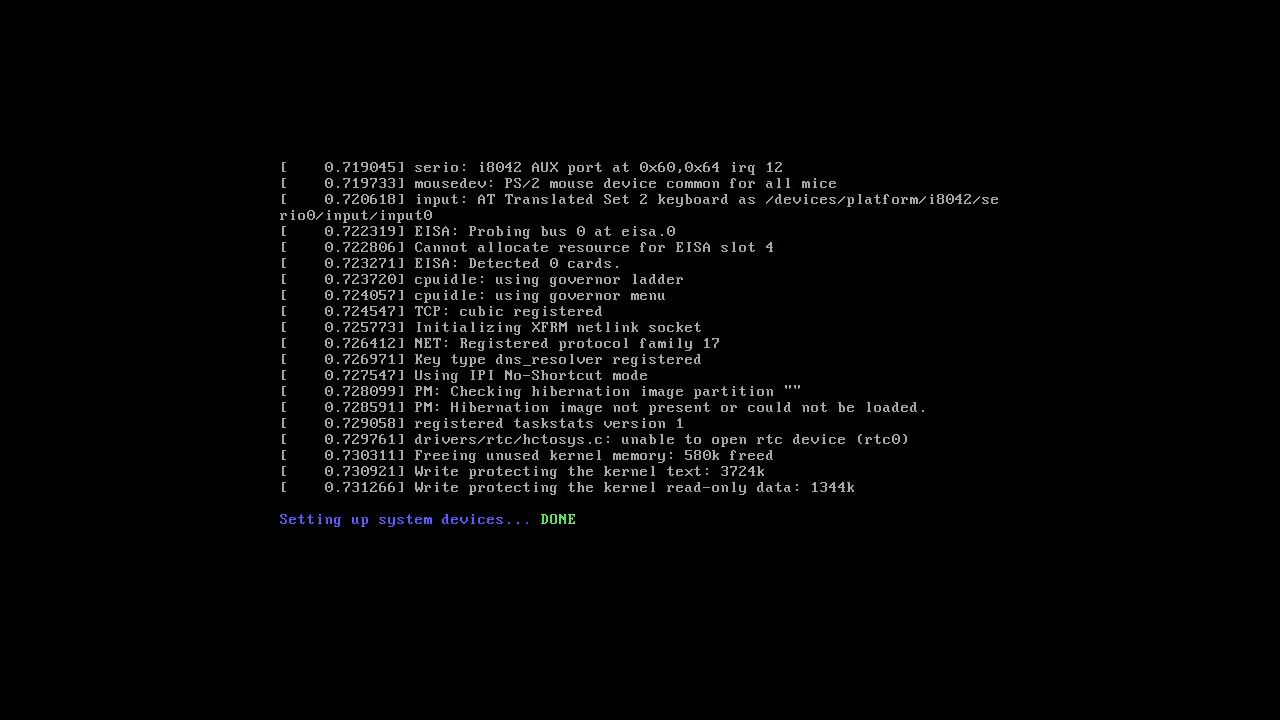 [    0.719045] serio: i8042 AUX port at 0x60,0x64 irq 12
[    0.719733] mousedev: PS/2 mouse device common for all mice
[    0.720618] input: AT Translated Set 2 keyboard as /devices/platform/i8042/se
rio0/input/input0
[    0.722319] EISA: Probing bus 0 at eisa.0
[    0.722806] Cannot allocate resource for EISA slot 4
[    0.723271] EISA: Detected 0 cards.
[    0.723720] cpuidle: using governor ladder
[    0.724057] cpuidle: using governor menu
[    0.724547] TCP: cubic registered
[    0.725773] Initializing XFRM netlink socket
[    0.726412] NET: Registered protocol family 17
[    0.726971] Key type dns_resolver registered
[    0.727547] Using IPI No-Shortcut mode
[    0.728099] PM: Checking hibernation image partition ""
[    0.728591] PM: Hibernation image not present or could not be loaded.
[    0.729058] registered taskstats version 1
[    0.729761] drivers/rtc/hctosys.c: unable to open rtc device (rtc0)
[    0.730311] Freeing unused kernel memory: 580k freed
[    0.730921] Write protecting the kernel text: 3724k
[    0.731266] Write protecting the kernel read-only data: 1344k
Setting up system devices... DONE